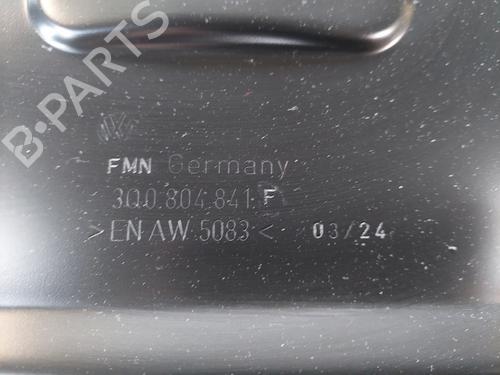 B-PARTS
FMN Germany
3Q0.804.841 F
>EN AW 5083< 03/24